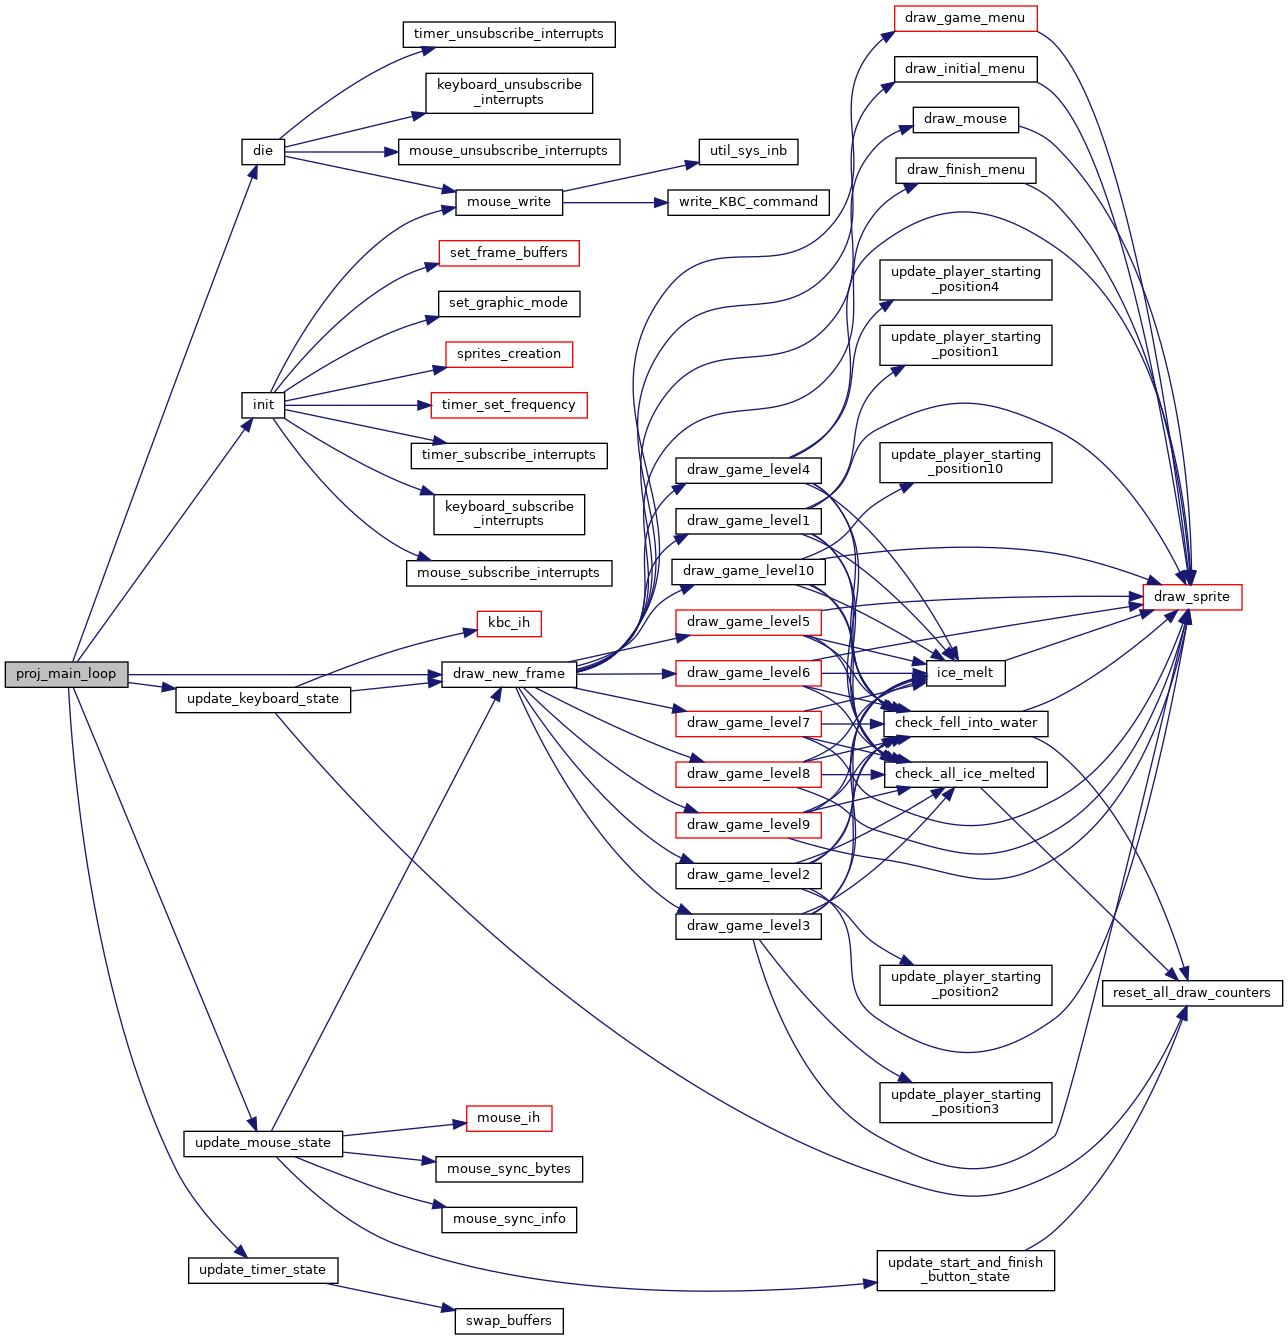 proj_main_loop
die
init
update_keyboard_state
update_mouse_state
update_timer_state
timer_unsubscribe_interrupts
keyboard_unsubscribe
_interrupts
mouse_unsubscribe_interrupts
mouse_write
set_frame_buffers
set_graphic_mode
sprites_creation
timer_set_frequency
timer_subscribe_interrupts
keyboard_subscribe
_interrupts
mouse_subscribe_interrupts
kbc_ih
draw_new_frame
mouse_ih
mouse_sync_bytes
mouse_sync_info
swap_buffers
util_sys_inb
write_KBC_command
draw_game_level4
draw_game_level1
draw_game_level10
draw_game_level5
draw_game_level6
draw_game_level7
draw_game_level8
draw_game_level9
draw_game_level2
draw_game_level3
draw_game_menu
draw_initial_menu
draw_mouse
draw_finish_menu
update_player_starting
_position4
update_player_starting
_position1
update_player_starting
_position10
ice_melt
check_fell_into_water
check_all_ice_melted
update_player_starting
_position2
update_player_starting
_position3
update_start_and_finish
_button_state
draw_sprite
reset_all_draw_counters